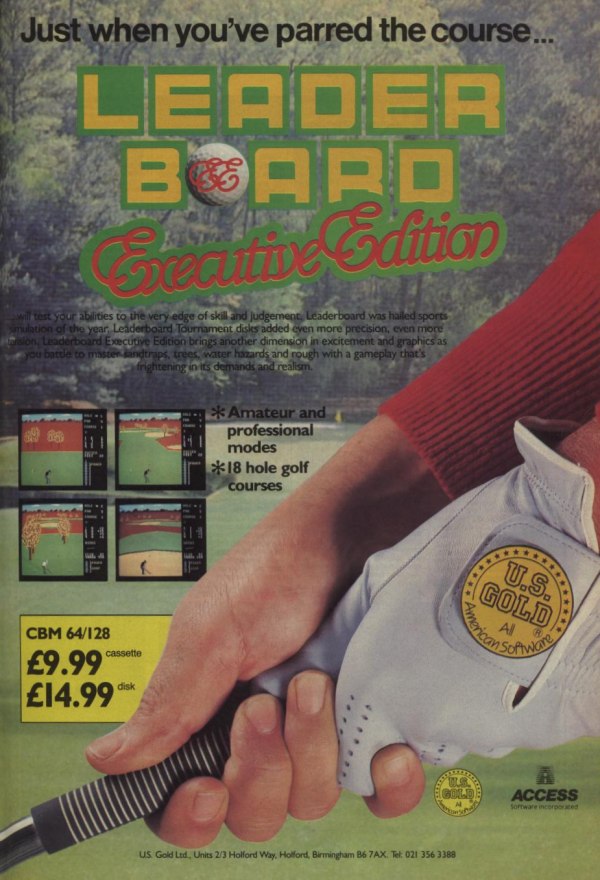 Just when you've parred the course...
LEADER
BOARD
EE
Executive Edition
...will test your abilities to the very edge of skill and judgement. Leaderboard was hailed sports
simulation of the year. Leaderboard Tournament disks added even more precision, even more
Leaderboard Executive Edition brings another dimension in excitement and graphics as
you battle to master sandtraps, trees, water hazards and rough with a gameplay that's
frightening in its demands and realism.
* Amateur and
professional
modes
* 18 hole golf
courses
CBM 64/128
£9.99 cassette
£14.99 disk
U.S.
GOLD
All
American Software
®
U.S.
GOLD
All
American Software
ACCESS
Software Incorporated
U.S. Gold Ltd., Units 2/3 Holford Way, Holford, Birmingham B6 7AX. Tel: 021 356 3388